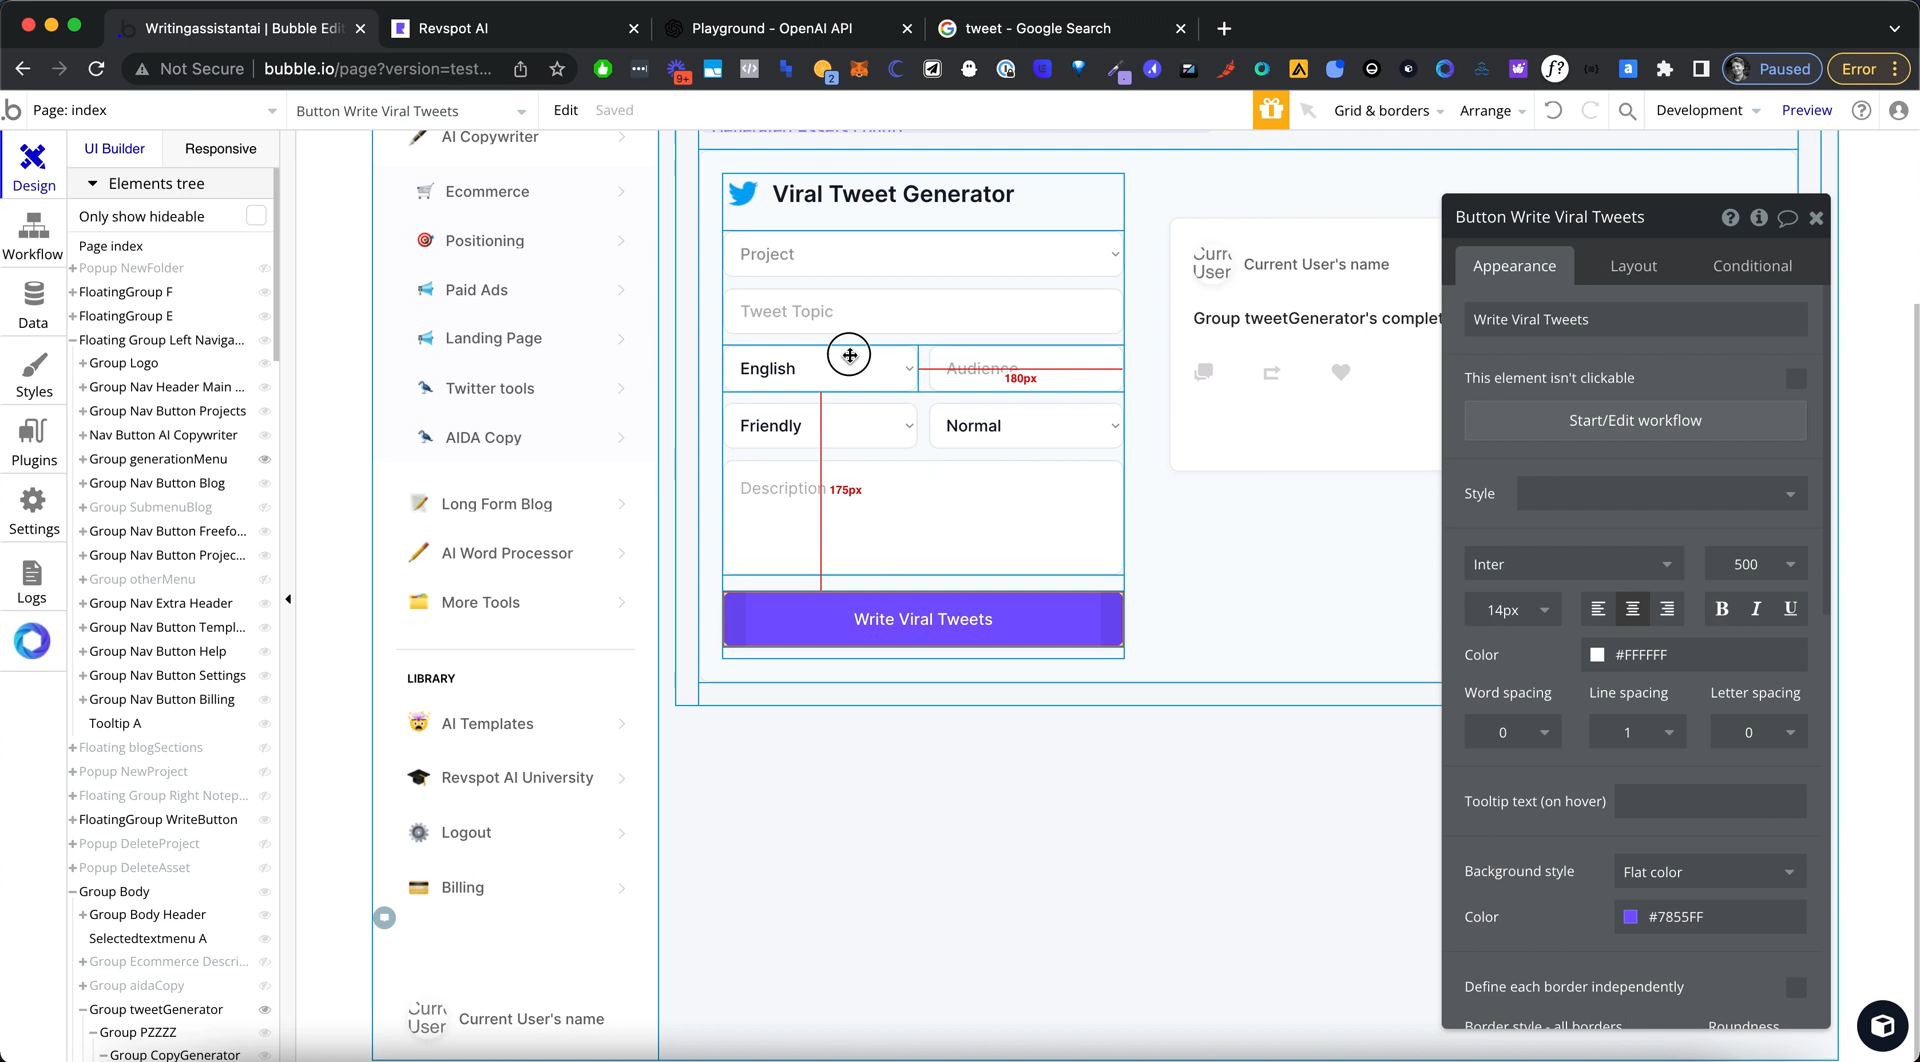 Writingassistantai | Bubble Edit
Revspot AI
Playground - OpenAI API
tweet - Google Search
Not Secure
bubble.io/page?version=test...
9+
2
Paused
Error
Page: index
Button Write Viral Tweets
Edit
Saved
Grid & borders
Arrange
Development
Preview
Design
Workflow
Data
Styles
Plugins
Settings
Logs
UI Builder
Responsive
Elements tree
Only show hideable
Page index
Popup NewFolder
FloatingGroup F
FloatingGroup E
Floating Group Left Naviga...
Group Logo
Group Nav Header Main ...
Group Nav Button Projects
Nav Button AI Copywriter
Group generationMenu
Group Nav Button Blog
Group SubmenuBlog
Group Nav Button Freefo...
Group Nav Button Projec...
Group otherMenu
Group Nav Extra Header
Group Nav Button Templ...
Group Nav Button Help
Group Nav Button Settings
Group Nav Button Billing
Tooltip A
Floating blogSections
Popup NewProject
Floating Group Right Notep...
FloatingGroup WriteButton
Popup DeleteProject
Popup DeleteAsset
Group Body
Group Body Header
Selectedtextmenu A
Group Ecommerce Descri...
Group aidaCopy
Group tweetGenerator
Group PZZZZ
Group CopyGenerator
AI Copywriter
Ecommerce
Positioning
Paid Ads
Landing Page
Twitter tools
AIDA Copy
Long Form Blog
AI Word Processor
More Tools
LIBRARY
AI Templates
Revspot AI University
Logout
Billing
Curr
User
Current User's name
Viral Tweet Generator
Project
Tweet Topic
English
Audience
180px
Friendly
Normal
Description
175px
Write Viral Tweets
Curr
User
Current User's name
Group tweetGenerator's complet
Button Write Viral Tweets
Appearance
Layout
Conditional
Write Viral Tweets
This element isn't clickable
Start/Edit workflow
Style
Inter
500
14px
B I U
Color
#FFFFFF
Word spacing
Line spacing
Letter spacing
0
1
0
Tooltip text (on hover)
Background style
Flat color
Color
#7855FF
Define each border independently
Border style - all borders
Roundness